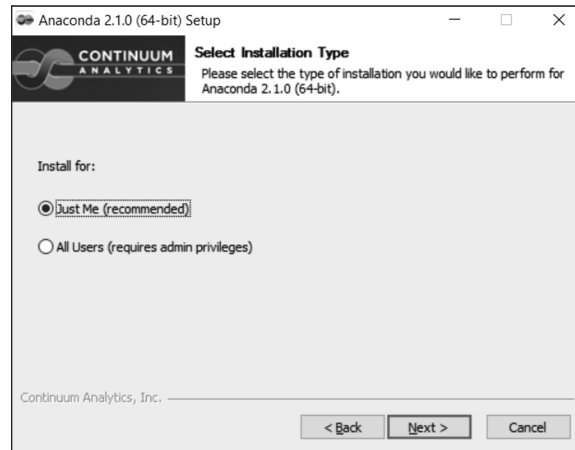 Anaconda 2.1.0 (64-bit) Setup
CONTINUUM
ANALYTICS
Select Installation Type
Please select the type of installation you would like to perform for
Anaconda 2.1.0 (64-bit).
Install for:
Just Me (recommended)
All Users (requires admin privileges)
Continuum Analytics, Inc.
< Back
Next >
Cancel